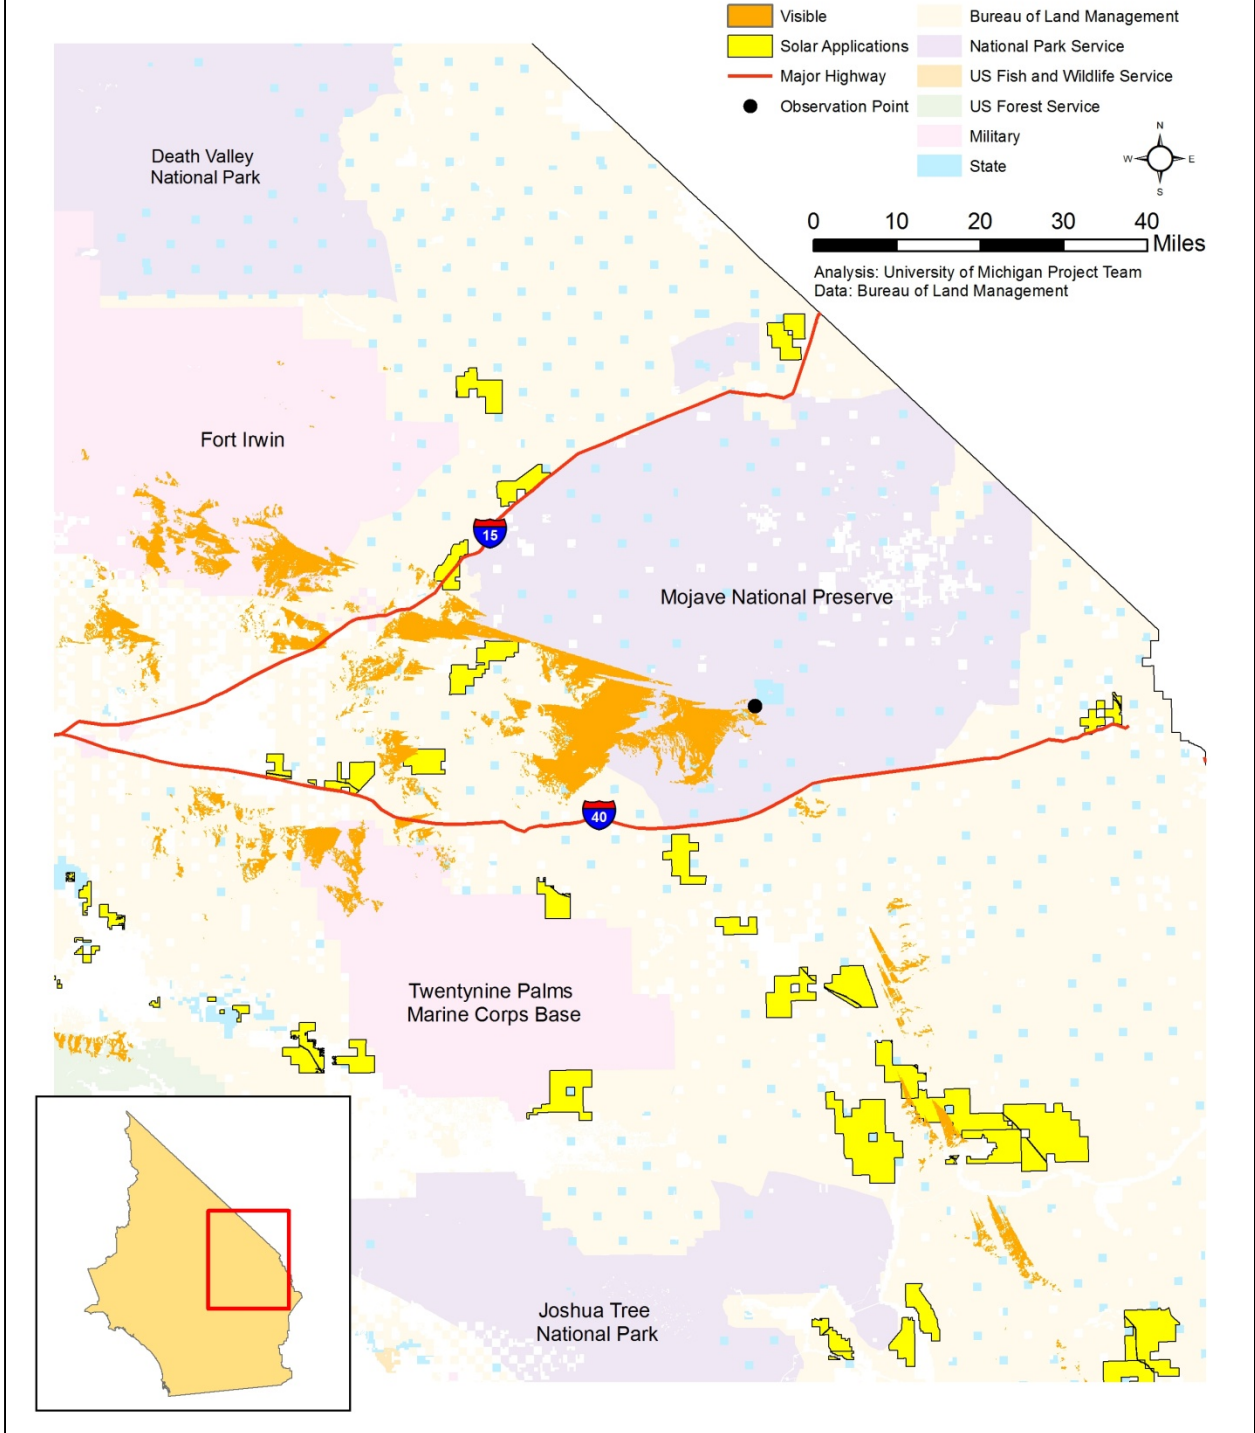 Visible
Solar Applications
Major Highway
Observation Point
Bureau of Land Management
National Park Service
US Fish and Wildlife Service
US Forest Service
Military
State
N
W E
S
0 10 20 30 40
Miles
Analysis: University of Michigan Project Team
Data: Bureau of Land Management
Death Valley
National Park
Fort Irwin
15
Mojave National Preserve
40
Twentynine Palms
Marine Corps Base
Joshua Tree
National Park